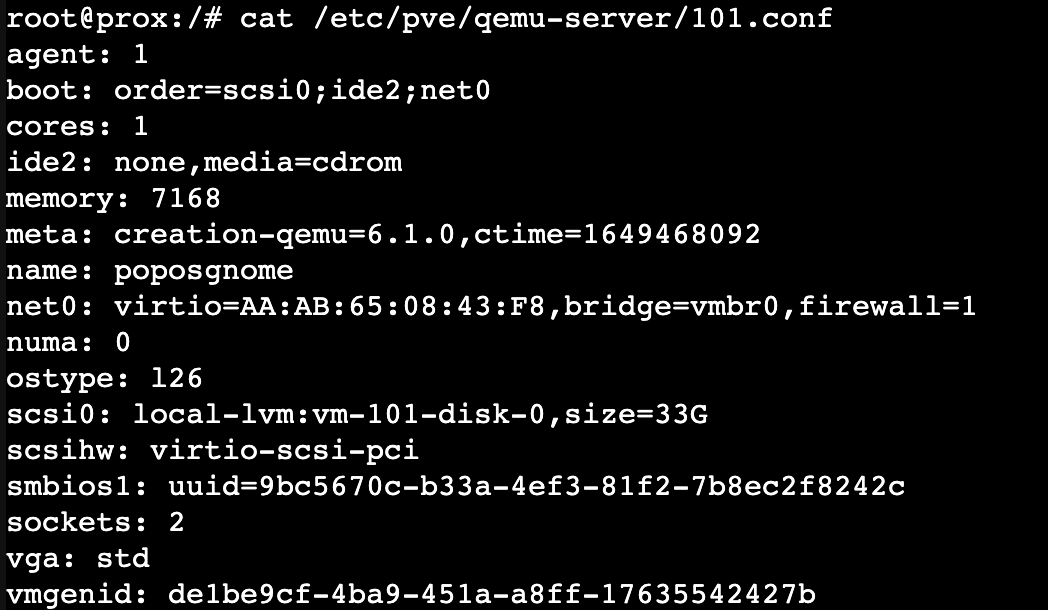 root@prox:/# cat /etc/pve/qemu-server/101.conf
agent: 1
boot: order=scsi0;ide2;net0
cores: 1
ide2: none,media=cdrom
memory: 7168
meta: creation-qemu=6.1.0,ctime=1649468092
name: poposgnome
net0: virtio=AA:AB:65:08:43:F8,bridge=vmbr0,firewall=1
numa: 0
ostype: l26
scsi0: local-lvm:vm-101-disk-0,size=33G
scsihw: virtio-scsi-pci
smbios1: uuid=9bc5670c-b33a-4ef3-81f2-7b8ec2f8242c
sockets: 2
vga: std
vmgenid: de1be9cf-4ba9-451a-a8ff-17635542427b